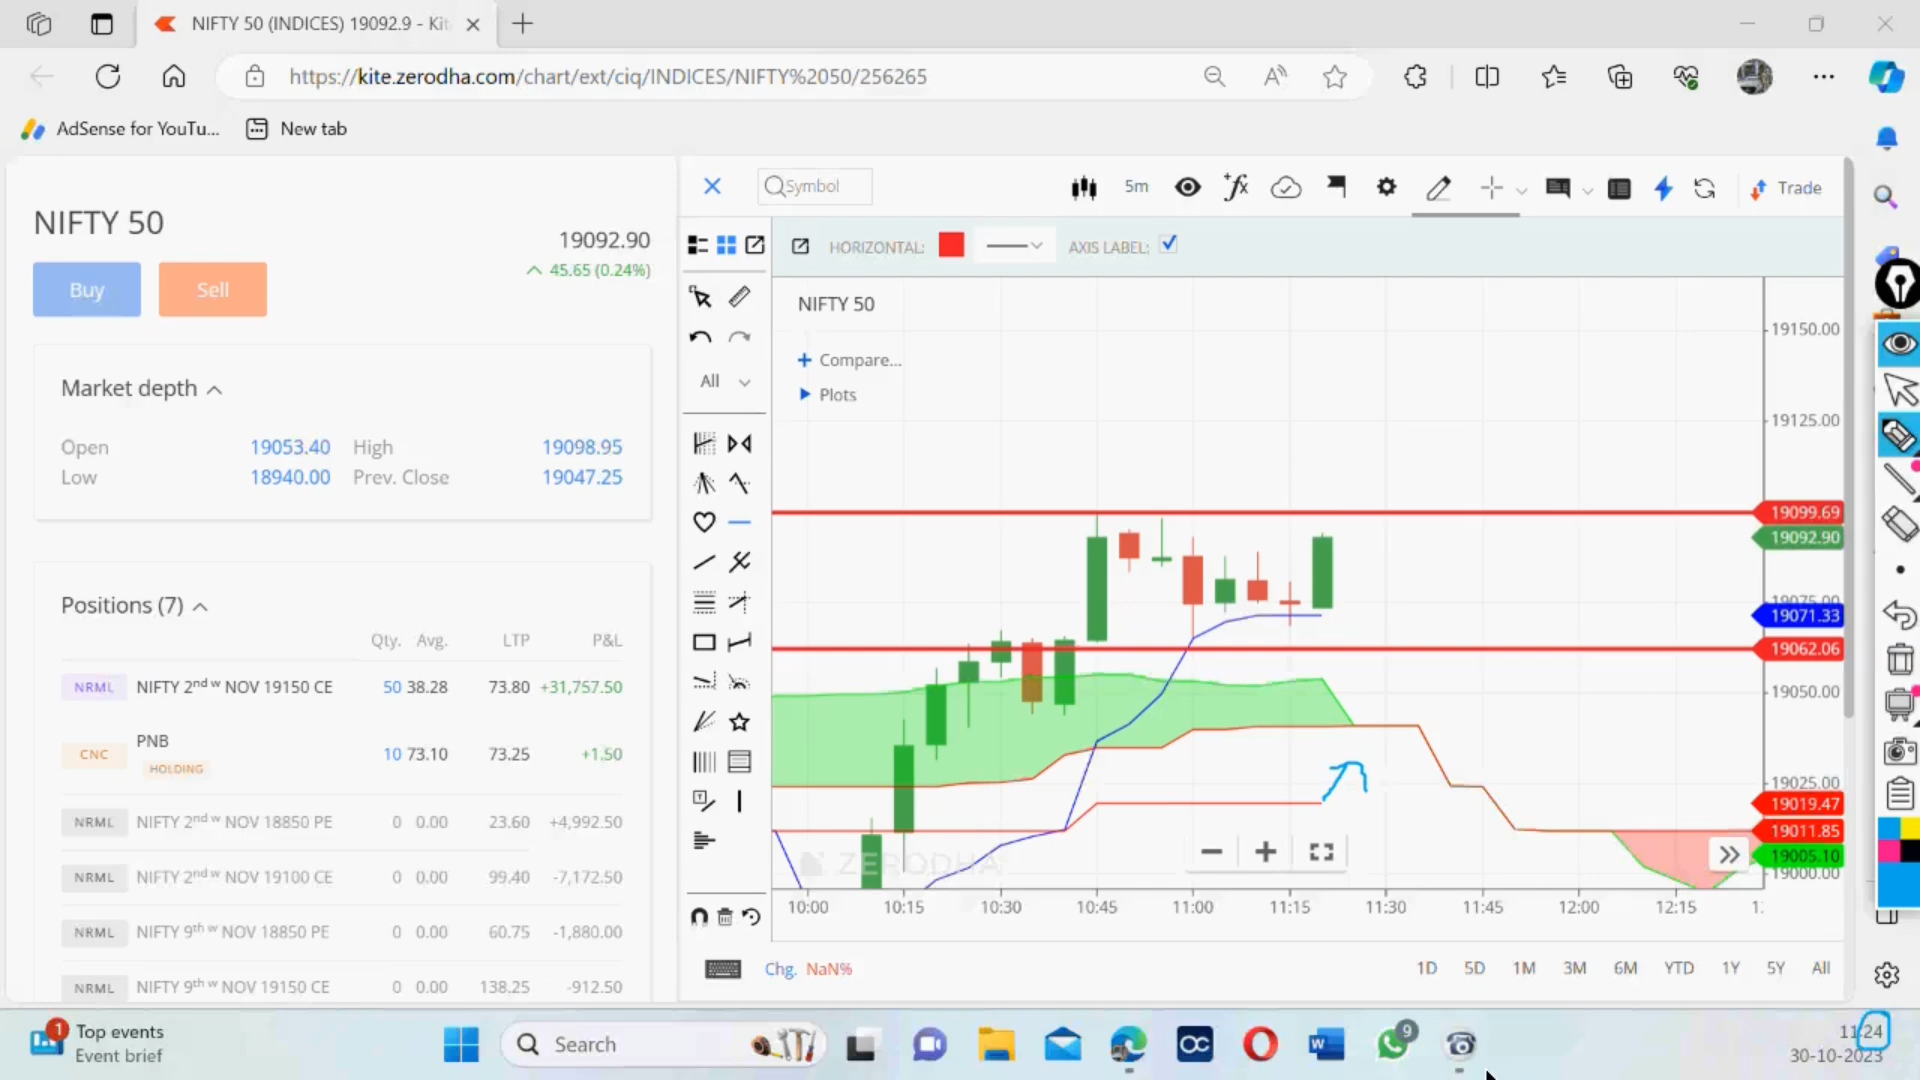 NIFTY 50 (INDICES) 19092.9 - Kit
https://kite.zerodha.com/chart/ext/ciq/INDICES/NIFTY%2050/256265
AdSense for YouTu...
New tab
NIFTY 50
19092.90
45.65 (0.24%)
Buy
Sell
Market depth
Open 19053.40 High 19098.95
Low 18940.00 Prev. Close 19047.25
Positions (7)
Qty. Avg. LTP P&L
NRML NIFTY 2nd w NOV 19150 CE 50 38.28 73.80 +31,757.50
CNC PNB HOLDING 10 73.10 73.25 +1.50
NRML NIFTY 2nd w NOV 18850 PE 0 0.00 23.60 +4,992.50
NRML NIFTY 2nd w NOV 19100 CE 0 0.00 99.40 -7,172.50
NRML NIFTY 9th w NOV 18850 PE 0 0.00 60.75 -1,880.00
NRML NIFTY 9th w NOV 19150 CE 0 0.00 138.25 -912.50
Symbol
5m
Trade
HORIZONTAL:
AXIS LABEL:
All
NIFTY 50
Compare...
Plots
19150.00
19125.00
19099.69
19092.90
19075.00
19071.33
19062.06
19050.00
19025.00
19019.47
19011.85
19005.10
19000.00
ZERODHA
10:00 10:15 10:30 10:45 11:00 11:15 11:30 11:45 12:00 12:15 1:
Chg. NaN%
1D 5D 1M 3M 6M YTD 1Y 5Y All
1
Top events
Event brief
Search
9
11:24
30-10-2023